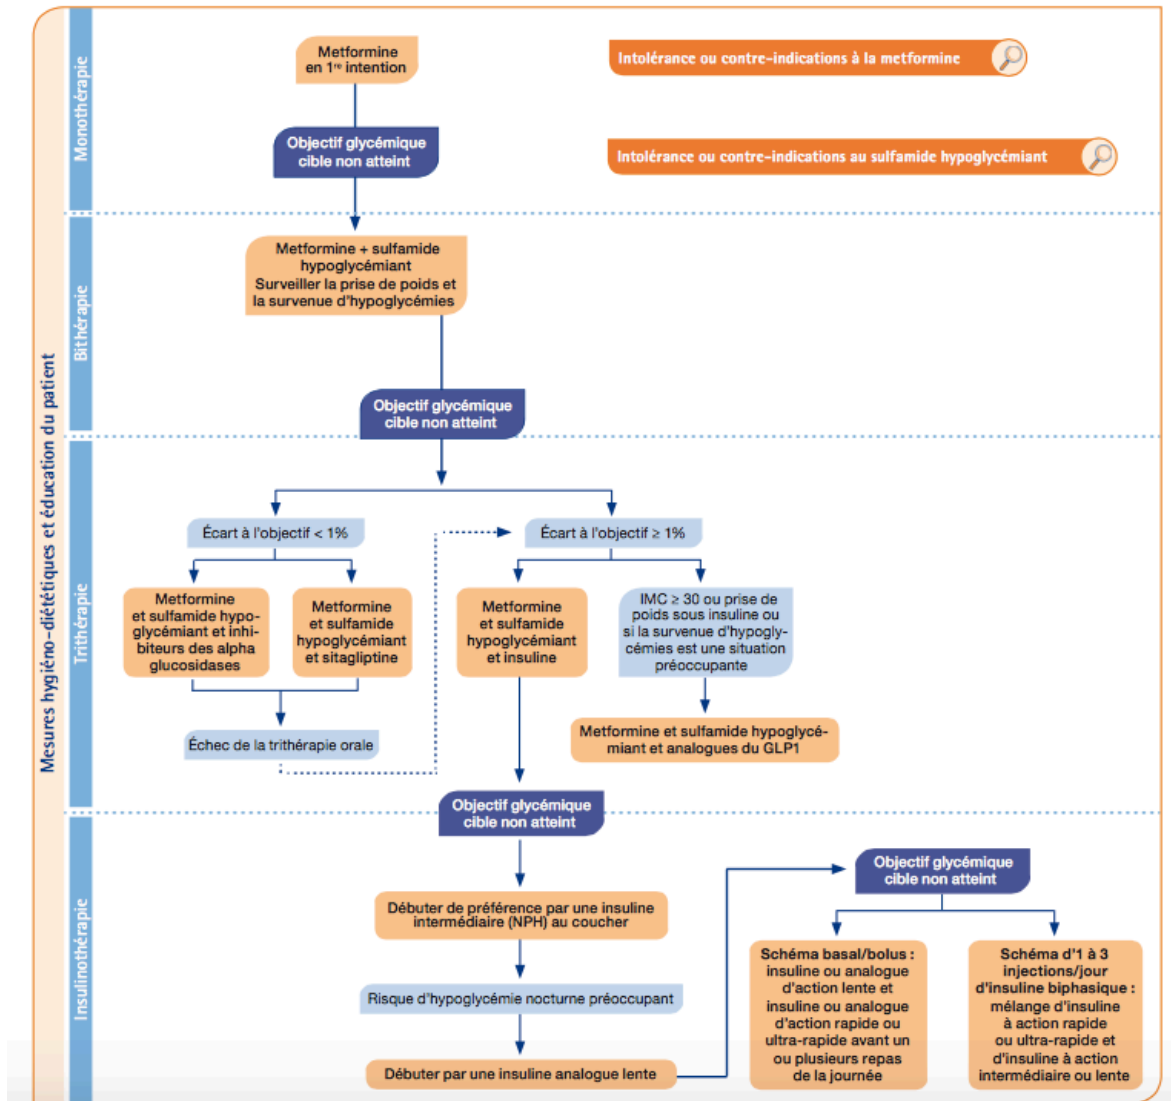 Mesures hygiéno-diététiques et éducation du patient
Monothérapie
Metformine
en 1re intention
Intolérance ou contre-indications à la metformine
Objectif glycémique
cible non atteint
Intolérance ou contre-indications au sulfamide hypoglycémiant
Bithérapie
Metformine + sulfamide
hypoglycémiant
Surveiller la prise de poids et
la survenue d'hypoglycémies
Objectif glycémique
cible non atteint
Trithérapie
Écart à l'objectif < 1%
Écart à l'objectif ≥ 1%
Metformine
et sulfamide hypo-
glycémiant et inhi-
biteurs des alpha
glucosidases
Metformine
et sulfamide
hypoglycémiant
et sitagliptine
Metformine
et sulfamide
hypoglycémiant
et insuline
IMC ≥ 30 ou prise de
poids sous insuline ou
si la survenue d'hypogly-
cémies est une situation
préoccupante
Échec de la trithérapie orale
Metformine et sulfamide hypoglycé-
miant et analogues du GLP1
Objectif glycémique
cible non atteint
Insulinothérapie
Débuter de préférence par une insuline
intermédiaire (NPH) au coucher
Risque d'hypoglycémie nocturne préoccupant
Débuter par une insuline analogue lente
Objectif glycémique
cible non atteint
Schéma basal/bolus :
insuline ou analogue
d'action lente et
insuline ou analogue
d'action rapide ou
ultra-rapide avant un
ou plusieurs repas
de la journée
Schéma d'1 à 3
injections/jour
d'insuline biphasique :
mélange d'insuline
à action rapide
ou ultra-rapide et
d'insuline à action
intermédiaire ou lente